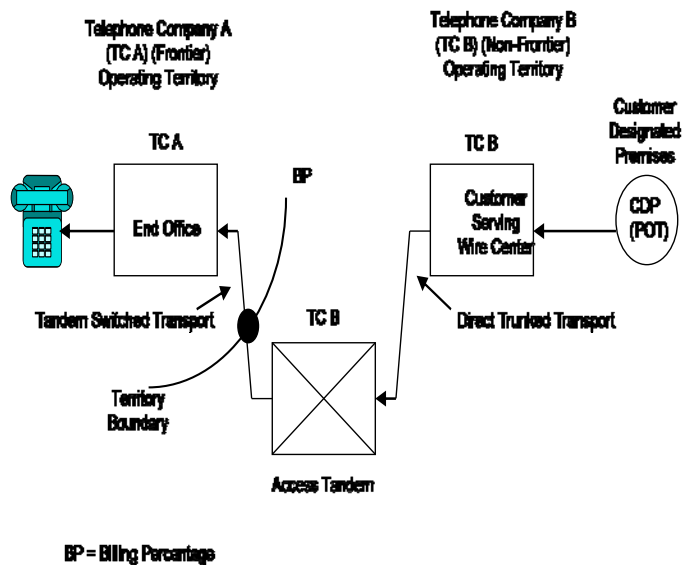 Telephone Company A
(TC A) (Frontier)
Operating Territory
Telephone Company B
(TC B) (Non-Frontier)
Operating Territory
Customer
Designated
Premises
TC A
TC B
BP
End Office
Customer
Serving
Wire Center
CDP
(POT)
Tandem Switched Transport
TC B
Direct Trunked Transport
Territory
Boundary
Access Tandem
BP = Billing Percentage